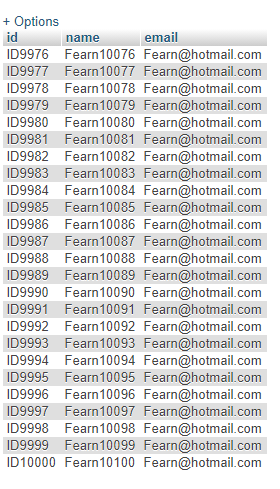 + Options
id name email
ID9976 Fearn10076 Fearn@hotmail.com
ID9977 Fearn10077 Fearn@hotmail.com
ID9978 Fearn10078 Fearn@hotmail.com
ID9979 Fearn10079 Fearn@hotmail.com
ID9980 Fearn10080 Fearn@hotmail.com
ID9981 Fearn10081 Fearn@hotmail.com
ID9982 Fearn10082 Fearn@hotmail.com
ID9983 Fearn10083 Fearn@hotmail.com
ID9984 Fearn10084 Fearn@hotmail.com
ID9985 Fearn10085 Fearn@hotmail.com
ID9986 Fearn10086 Fearn@hotmail.com
ID9987 Fearn10087 Fearn@hotmail.com
ID9988 Fearn10088 Fearn@hotmail.com
ID9989 Fearn10089 Fearn@hotmail.com
ID9990 Fearn10090 Fearn@hotmail.com
ID9991 Fearn10091 Fearn@hotmail.com
ID9992 Fearn10092 Fearn@hotmail.com
ID9993 Fearn10093 Fearn@hotmail.com
ID9994 Fearn10094 Fearn@hotmail.com
ID9995 Fearn10095 Fearn@hotmail.com
ID9996 Fearn10096 Fearn@hotmail.com
ID9997 Fearn10097 Fearn@hotmail.com
ID9998 Fearn10098 Fearn@hotmail.com
ID9999 Fearn10099 Fearn@hotmail.com
ID10000 Fearn10100 Fearn@hotmail.com